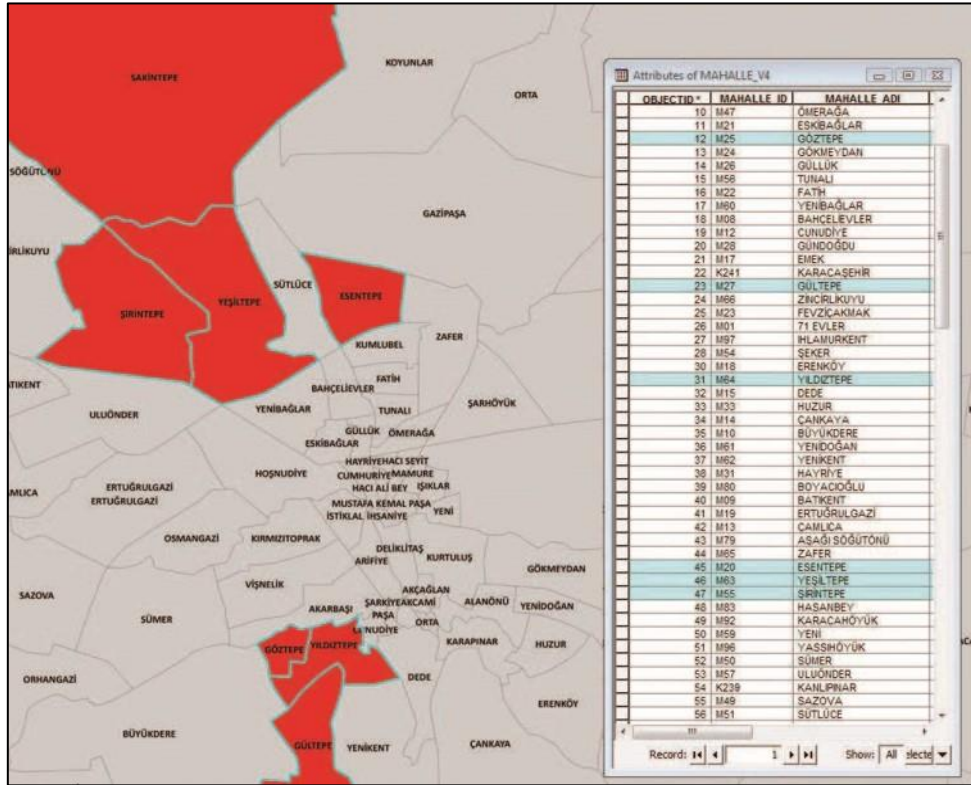 SAKİNTEPE
KOYUNLAR
ORTA
SÖĞÜTÖNÜ
GAZİPAŞA
İRLİKUYU
SÜTLÜCE
YEŞİLTEPE
ESENTEPE
ŞİRİNTEPE
ZAFER
KUMLUBEL
FATİH
ATIKENT
BAHÇELİEVLER
ŞARHÖYÜK
YENİBAĞLAR
TUNALI
ULUÖNDER
GÜLLÜK
ÖMERAĞA
ESKİBAĞLAR
HAYRİYE HACI SEYİT
HOŞNUDİYE
CUMHURİYE MAMURE
ERTUĞRULGAZİ
HACI ALİ BEY
IŞIKLAR
AMLICA
ERTUĞRULGAZİ
MUSTAFA KEMAL PAŞA
İSTİKLAL İHSANİYE
YENİ
OSMANGAZİ
KIRMIZITOPRAK
DELİKLİTAŞ
ARİFİYE
KURTULUŞ
GÖKMEYDAN
VİŞNELİK
AKÇAĞLAN
SAZOVA
ŞARKİYE AKCAMİ
ALANÖNÜ
YENİDOĞAN
AKARBAŞI
PAŞA
SÜMER
ORTA
CUNUDİYE
KARAPINAR
HUZUR
GÖZTEPE
YILDIZTEPE
DEDE
ORHANGAZİ
ERENKÖY
BÜYÜKDERE
GÜLTEPE
YENİKENT
ÇANKAYA
Attributes of MAHALLE_V4
OBJECTID * MAHALLE_ID MAHALLE_ADI
10 M47 ÖMERAĞA
11 M21 ESKİBAĞLAR
12 M25 GÖZTEPE
13 M24 GÖKMEYDAN
14 M26 GÜLLÜK
15 M56 TUNALI
16 M22 FATİH
17 M60 YENİBAĞLAR
18 M08 BAHÇELİEVLER
19 M12 CUNUDİYE
20 M28 GÜNDOĞDU
21 M17 EMEK
22 K241 KARACAŞEHİR
23 M27 GÜLTEPE
24 M66 ZİNCİRLİKUYU
25 M23 FEVZİÇAKMAK
26 M01 71 EVLER
27 M97 IHLAMURKENT
28 M54 ŞEKER
30 M18 ERENKÖY
31 M64 YILDIZTEPE
32 M15 DEDE
33 M33 HUZUR
34 M14 ÇANKAYA
35 M10 BÜYÜKDERE
36 M61 YENİDOĞAN
37 M62 YENİKENT
38 M31 HAYRİYE
39 M80 BOYACIOĞLU
40 M09 BATIKENT
41 M19 ERTUĞRULGAZİ
42 M13 ÇAMLICA
43 M79 AŞAĞI SÖĞÜTÖNÜ
44 M65 ZAFER
45 M20 ESENTEPE
46 M63 YEŞİLTEPE
47 M55 ŞİRİNTEPE
48 M83 HASANBEY
49 M92 KARACAHÖYÜK
50 M59 YENİ
51 M96 YASSIHÖYÜK
52 M50 SÜMER
53 M57 ULUÖNDER
54 K239 KANLIPINAR
55 M49 SAZOVA
56 M51 SÜTLÜCE
Record: 1 Show: All electe